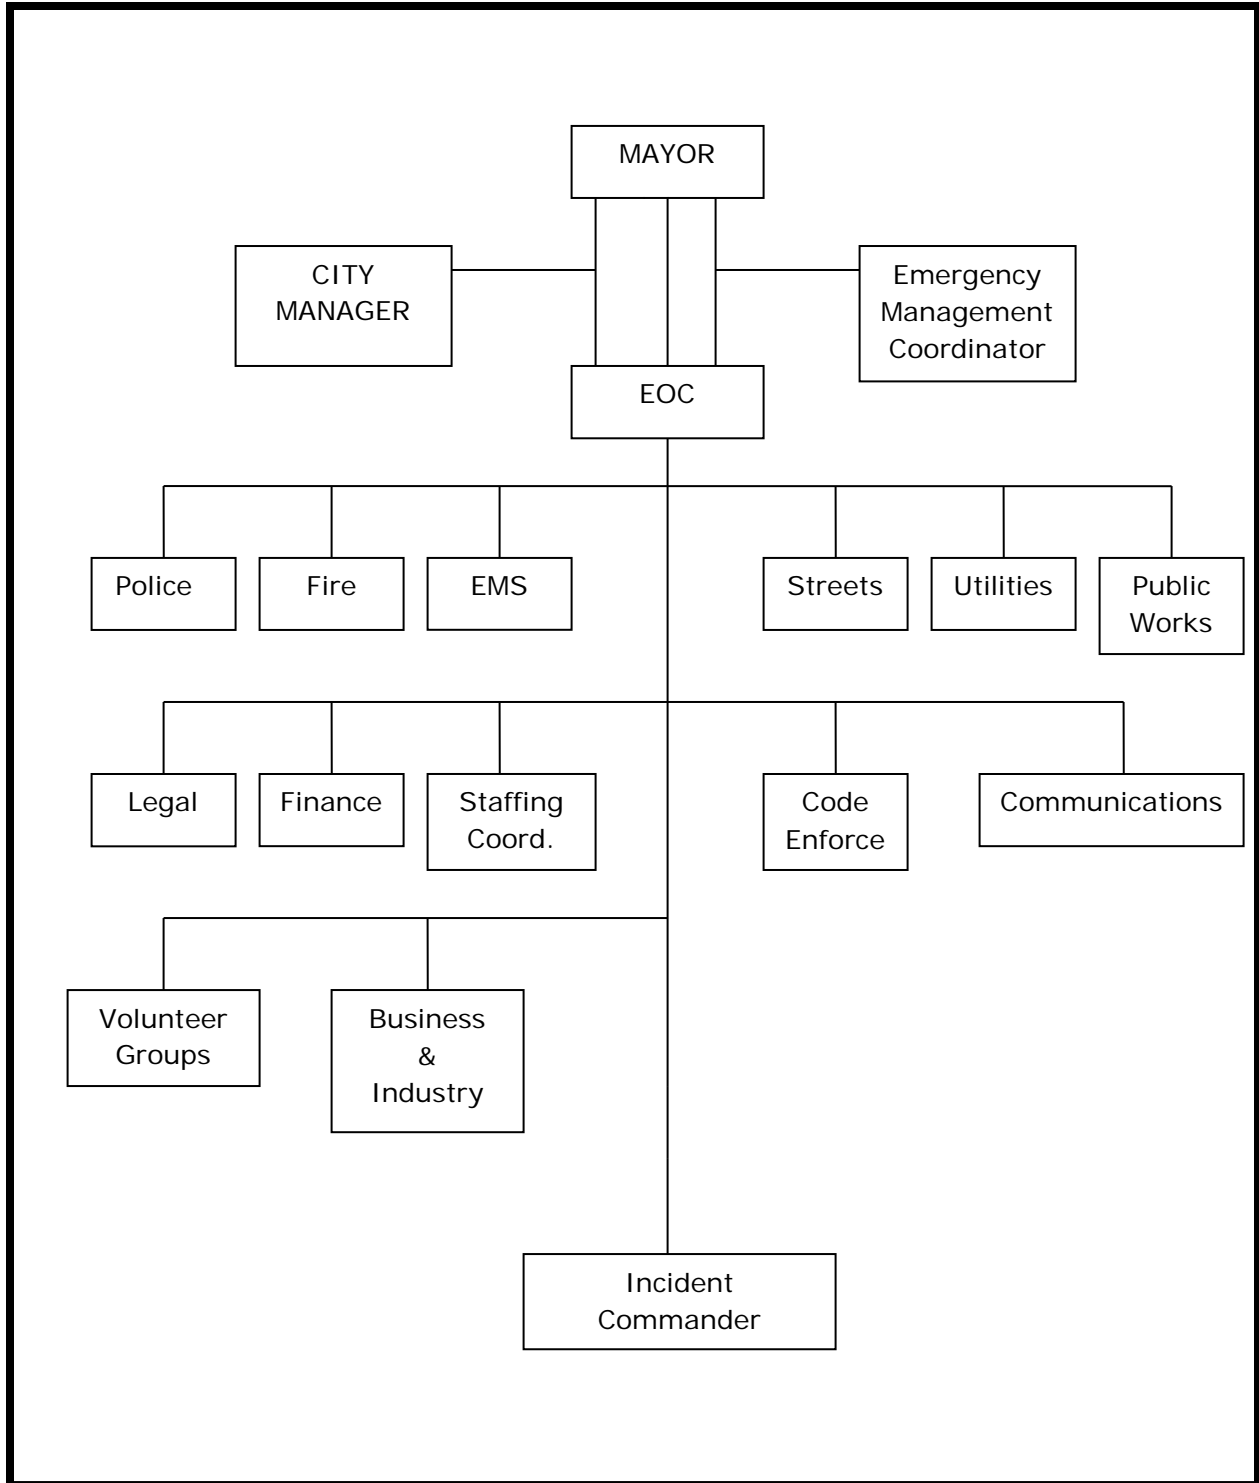 MAYOR
CITY
MANAGER
Emergency
Management
Coordinator
EOC
Police
Fire
EMS
Streets
Utilities
Public
Works
Legal
Finance
Staffing
Coord.
Code
Enforce
Communications
Volunteer
Groups
Business
&
Industry
Incident
Commander